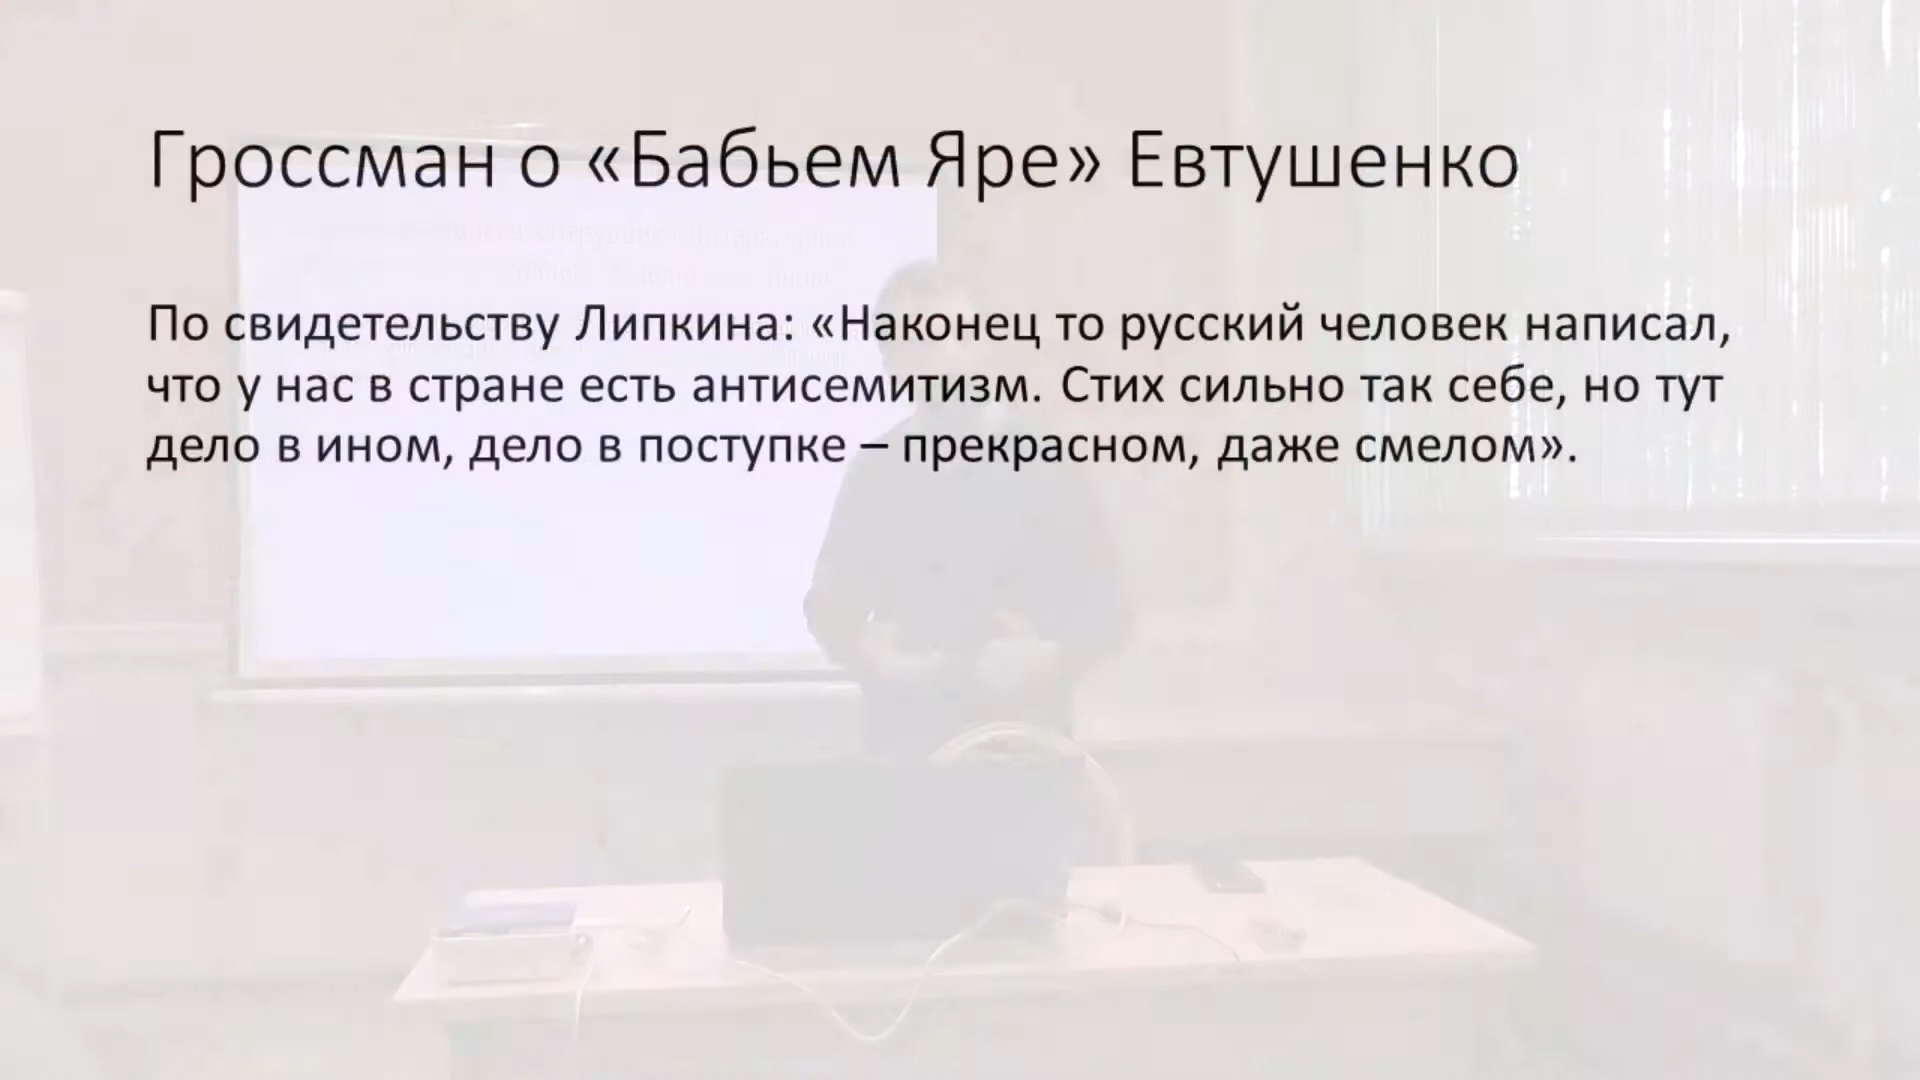 Гроссман о «Бабьем Яре» Евтушенко
По свидетельству Липкина: «Наконец то русский человек написал,
что у нас в стране есть антисемитизм. Стих сильно так себе, но тут
дело в ином, дело в поступке – прекрасном, даже смелом».